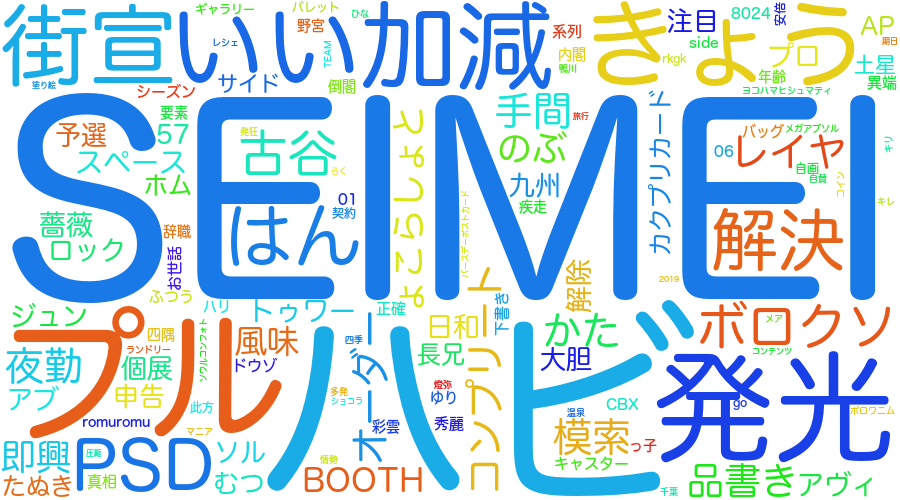 街宣
いい加減
きょう
ギャラリー
パレット
ひな
野宮
レシェ
TEAM
塗り絵
サイド
シーズン
系列
内閣
鴨川
倒閣
注目
8024
安倍
side
rkgk
プロ
年齢
AP
期日
土星
異端
ヨコハマヒシュマティ
SEIMEI
予選
要素
57
スペース
ホム
発狂
古谷
らく
はん
01
契約
薔薇
ロック
辞職
お世話
ふつう
よこらしょと
手間
旅行
のぶ
九州
疾走
バースデーポストカード
カクプリカード
バッグ
メガアブソル
06
レイヤ
自画
自賛
コイン
キリ
キレ
解決
2019
解除
下書き
ジュン
ハリ
トゥワー
正確
日和
コンプリート
かた
ハビ
ボロクソ
メア
コンテンツ
プル
四隅
ランドリー
ソウルコンフォト
風味
ドウゾ
オーダー
四季
長兄
大胆
夜勤
個展
アブ
申告
此方
多発
ショコラ
燈弥
ゆり
彩雲
秀麗
温泉
CBX
go
発光
ボロワニム
romuromu
マニア
模索
っ子
キャスター
即興
圧縮
PSD
ソル
情勢
BOOTH
たぬき
真相
むつ
品書き
アヴィ
千葉